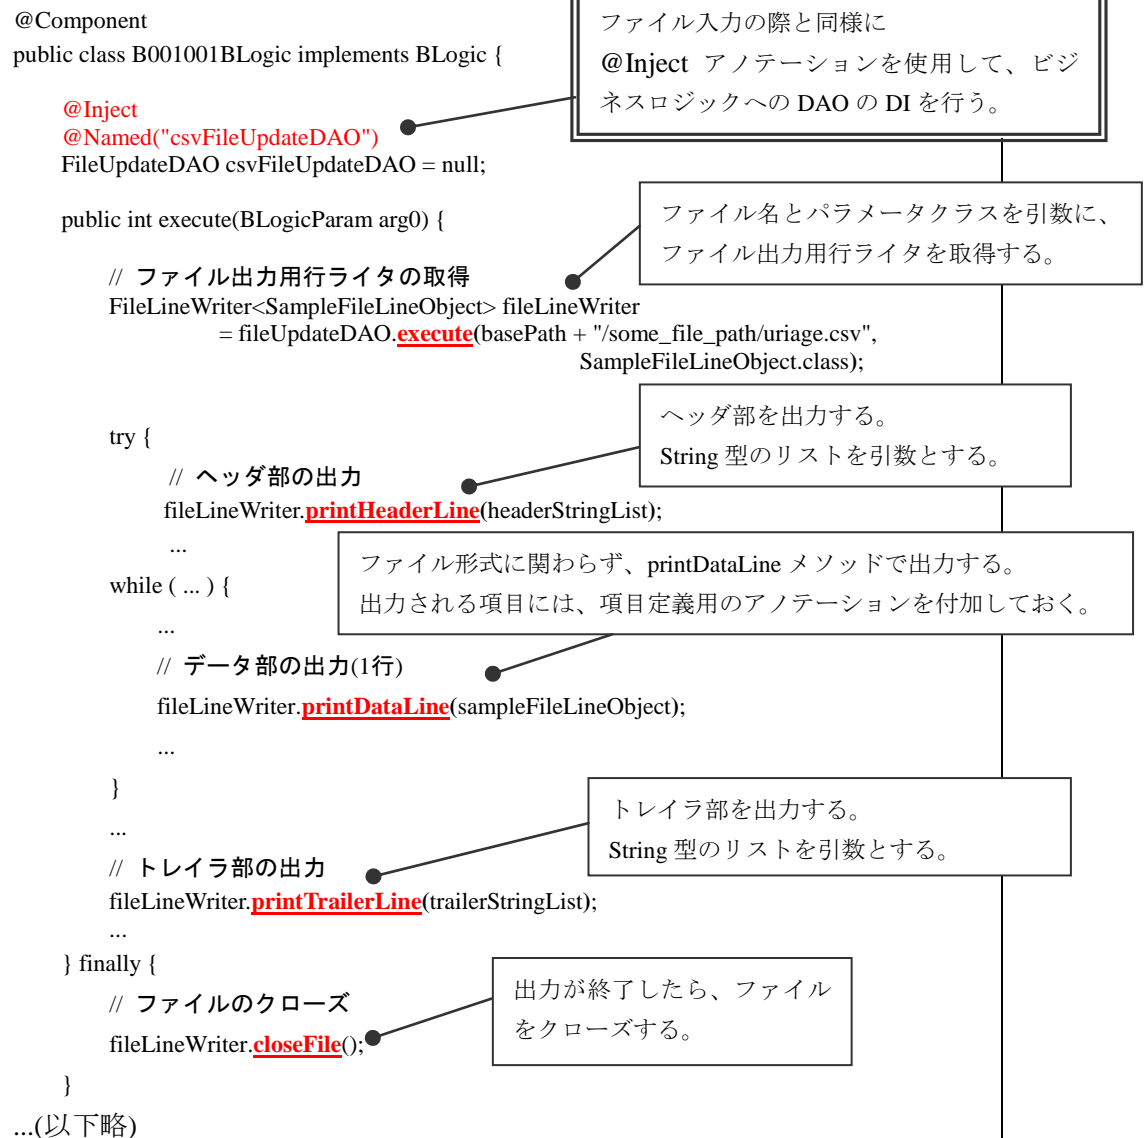 @Component
public class B001001BLogic implements BLogic {
ファイル入力の際と同様に
@Inject アノテーションを使用して、ビジ
ネスロジックへの DAO の DI を行う。
@Inject
@Named("csvFileUpdateDAO")
FileUpdateDAO csvFileUpdateDAO = null;
public int execute(BLogicParam arg0) {
ファイル名とパラメータクラスを引数に、
ファイル出力用行ライタを取得する。
// ファイル出力用行ライタの取得
FileLineWriter<SampleFileLineObject> fileLineWriter
= fileUpdateDAO.execute(basePath + "/some_file_path/uriage.csv",
SampleFileLineObject.class);
ヘッダ部を出力する。
String 型のリストを引数とする。
try {
// ヘッダ部の出力
fileLineWriter.printHeaderLine(headerStringList);
...
ファイル形式に関わらず、printDataLine メソッドで出力する。
出力される項目には、項目定義用のアノテーションを付加しておく。
while ( ... ) {
...
// データ部の出力(1行)
fileLineWriter.printDataLine(sampleFileLineObject);
...
}
トレイラ部を出力する。
String 型のリストを引数とする。
...
// トレイラ部の出力
fileLineWriter.printTrailerLine(trailerStringList);
...
} finally {
出力が終了したら、ファイル
をクローズする。
// ファイルのクローズ
fileLineWriter.closeFile();
}
...(以下略)